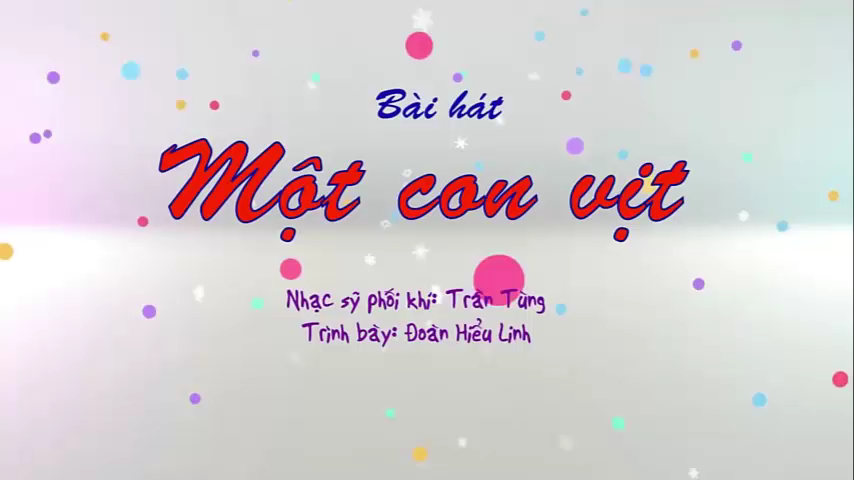 Bài hát
Một con vịt
Nhạc sỹ phối khí: Trần Tùng
Trình bày: Đoàn Hiểu Linh